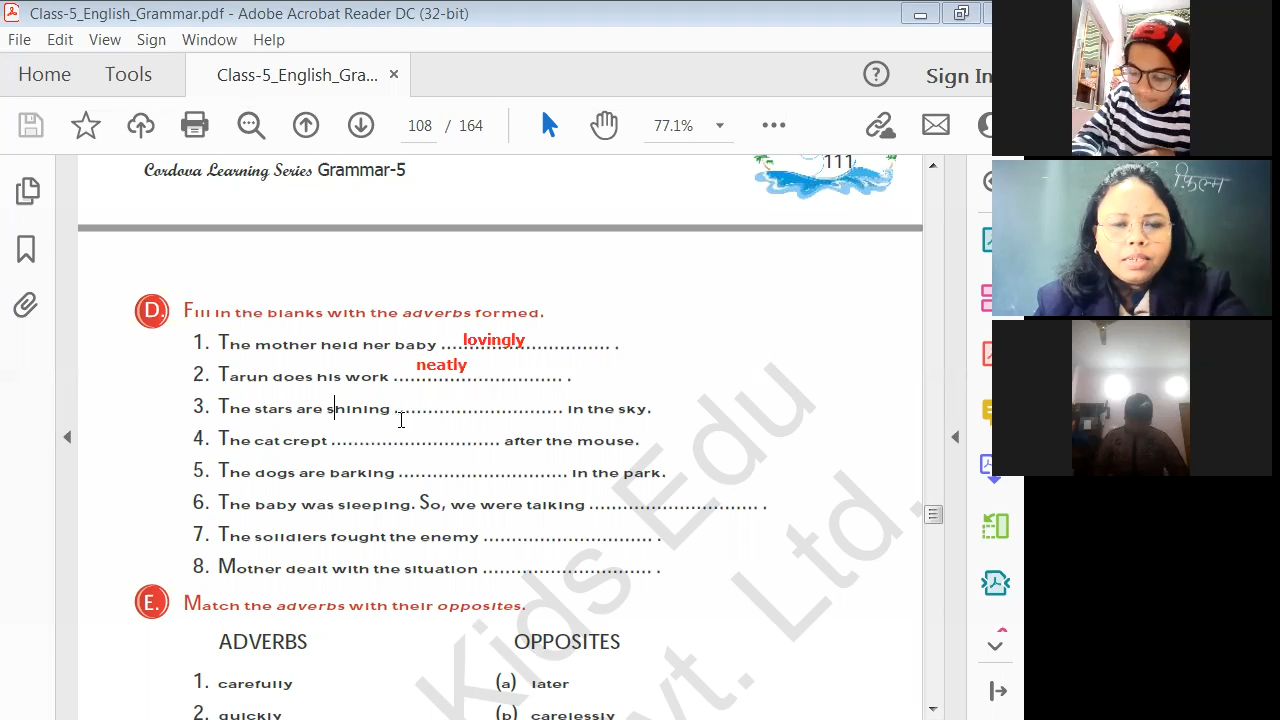 Class-5_English_Grammar.pdf - Adobe Acrobat Reader DC (32-bit)
File Edit View Sign Window Help
Home Tools Class-5_English_Gra... × ? Sign In
108 / 164 77.1%
Cordova Learning Series Grammar-5 111
D. Fill in the blanks with the adverbs formed.
1. The mother held her baby ....lovingly.................... .
2. Tarun does his work ....neatly.................... .
3. The stars are shining .............................. in the sky.
4. The cat crept .............................. after the mouse.
5. The dogs are barking .............................. in the park.
6. The baby was sleeping. So, we were talking .............................. .
7. The solidiers fought the enemy .............................. .
8. Mother dealt with the situation .............................. .
E. Match the adverbs with their opposites.
ADVERBS OPPOSITES
1. carefully (a) later
2. quickly (b) carelessly
Kids Edu
vt. Ltd.
फ़िल्म